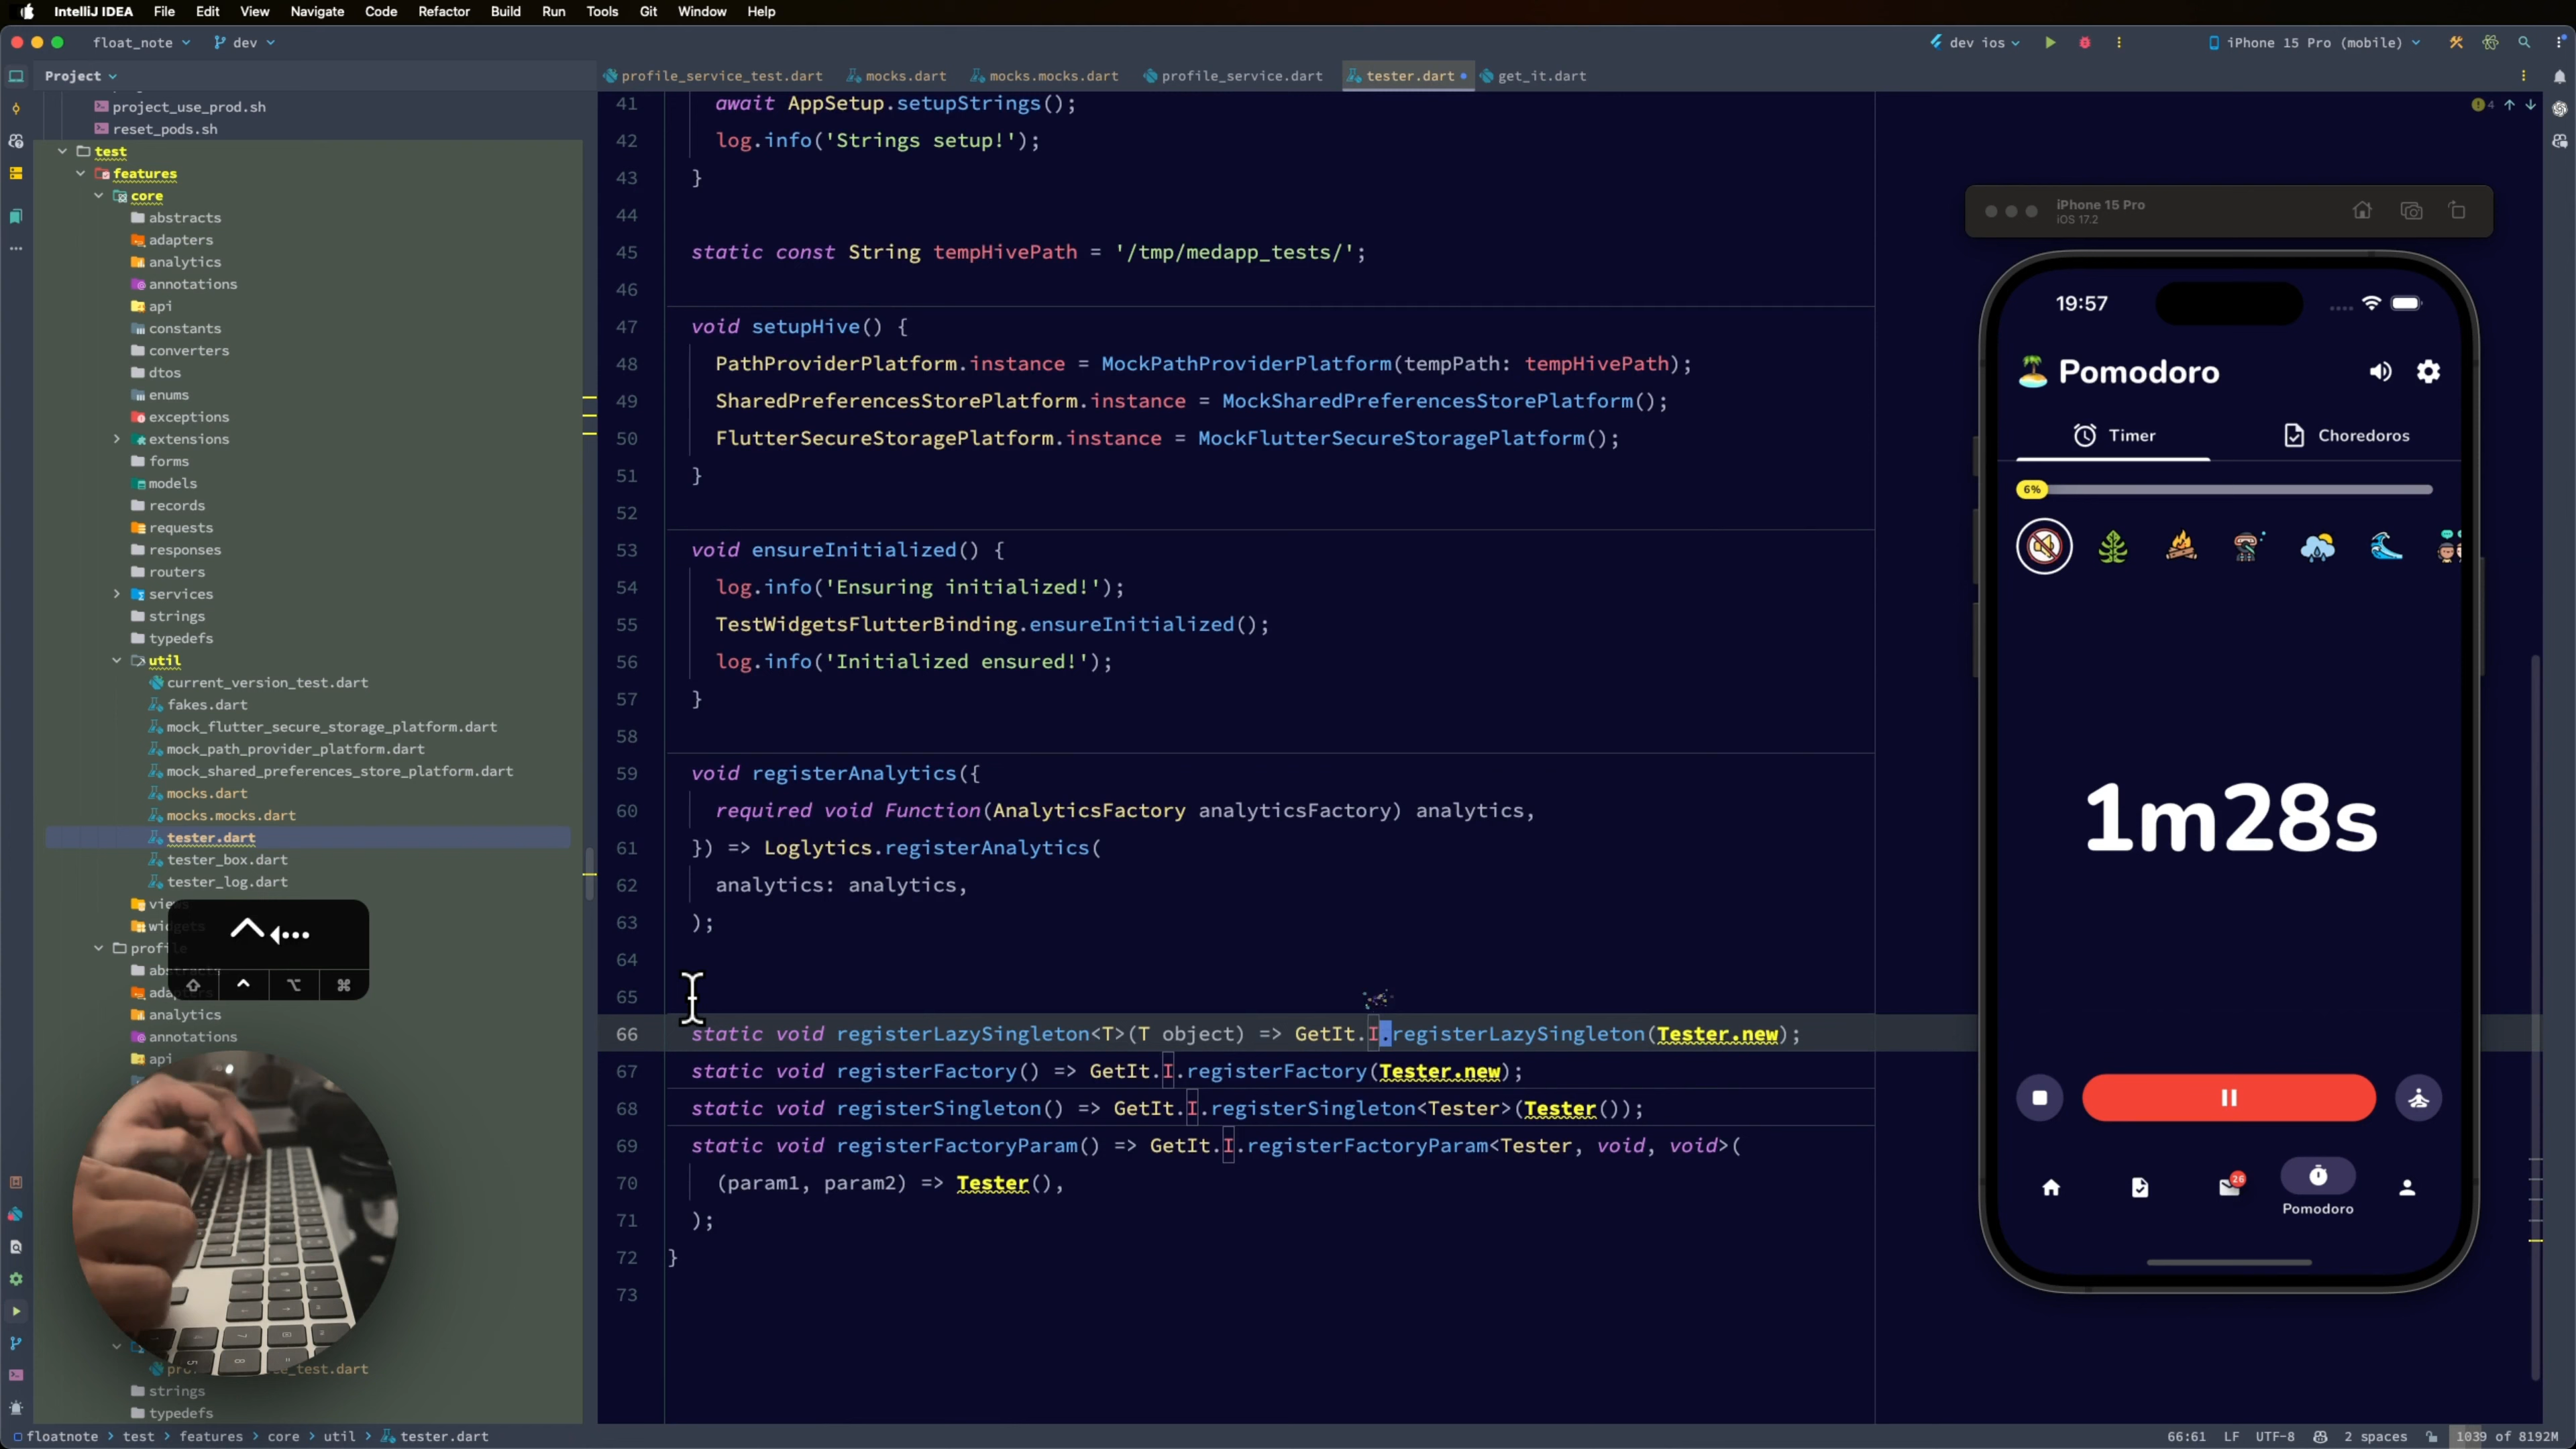 IntelliJ IDEA File Edit View Navigate Code Refactor Build Run Tools Git Window Help
float_note dev dev ios iPhone 15 Pro (mobile)
Project profile_service_test.dart mocks.dart mocks.mocks.dart profile_service.dart tester.dart get_it.dart
project_use_prod.sh
reset_pods.sh
test
features
core
abstracts
adapters
analytics
annotations
api
constants
converters
dtos
enums
exceptions
extensions
forms
models
records
requests
responses
routers
services
strings
typedefs
util
current_version_test.dart
fakes.dart
mock_flutter_secure_storage_platform.dart
mock_path_provider_platform.dart
mock_shared_preferences_store_platform.dart
mocks.dart
mocks.mocks.dart
tester.dart
tester_box.dart
tester_log.dart
analytics
annotations
api
strings
typedefs
4
41 await AppSetup.setupStrings();
42 log.info('Strings setup!');
43 }
44
45 static const String tempHivePath = '/tmp/medapp_tests/';
46
47 void setupHive() {
48 PathProviderPlatform.instance = MockPathProviderPlatform(tempPath: tempHivePath);
49 SharedPreferencesStorePlatform.instance = MockSharedPreferencesStorePlatform();
50 FlutterSecureStoragePlatform.instance = MockFlutterSecureStoragePlatform();
51 }
52
53 void ensureInitialized() {
54 log.info('Ensuring initialized!');
55 TestWidgetsFlutterBinding.ensureInitialized();
56 log.info('Initialized ensured!');
57 }
58
59 void registerAnalytics({
60 required void Function(AnalyticsFactory analyticsFactory) analytics,
61 }) => Loglytics.registerAnalytics(
62 analytics: analytics,
63 );
64
65
66 static void registerLazySingleton<T>(T object) => GetIt.I.registerLazySingleton(Tester.new);
67 static void registerFactory() => GetIt.I.registerFactory(Tester.new);
68 static void registerSingleton() => GetIt.I.registerSingleton<Tester>(Tester());
69 static void registerFactoryParam() => GetIt.I.registerFactoryParam<Tester, void, void>(
70 (param1, param2) => Tester(),
71 );
72 }
73
iPhone 15 Pro
iOS 17.2
19:57
Pomodoro
Timer Choredoros
6%
1m28s
26
Pomodoro
floatnote > test > features > core > util > tester.dart 66:61 LF UTF-8 2 spaces 1039 of 8192M